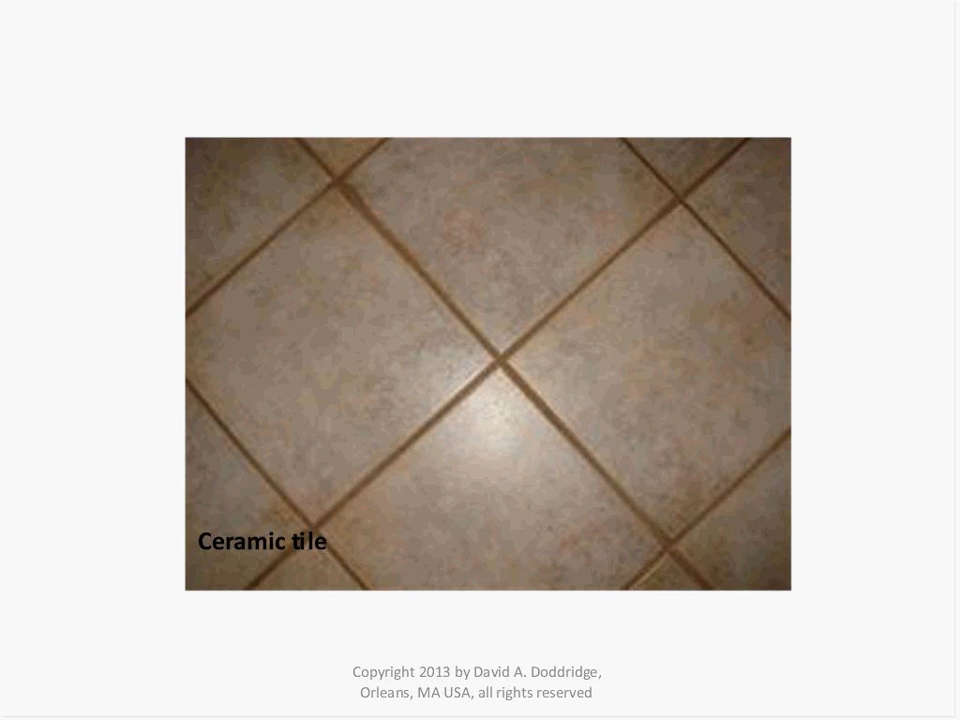 Ceramic tile
Copyright 2013 by David A. Doddridge,
Orleans, MA USA, all rights reserved